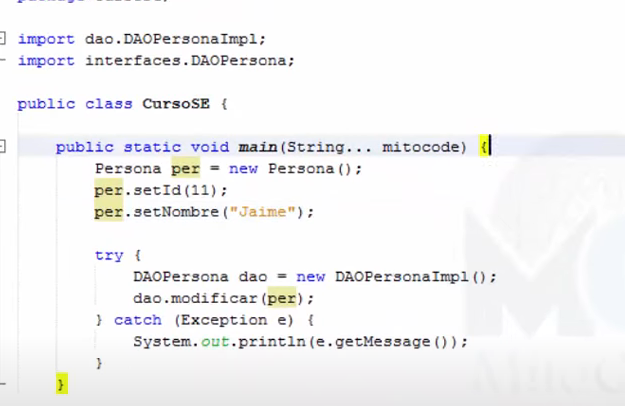 import dao.DAOPersonaImpl;
import interfaces.DAOPersona;
public class CursoSE {
public static void main(String... mitocode) {
Persona per = new Persona();
per.setId(11);
per.setNombre("Jaime");
try {
DAOPersona dao = new DAOPersonaImpl();
dao.modificar(per);
} catch (Exception e) {
System.out.println(e.getMessage());
}
}